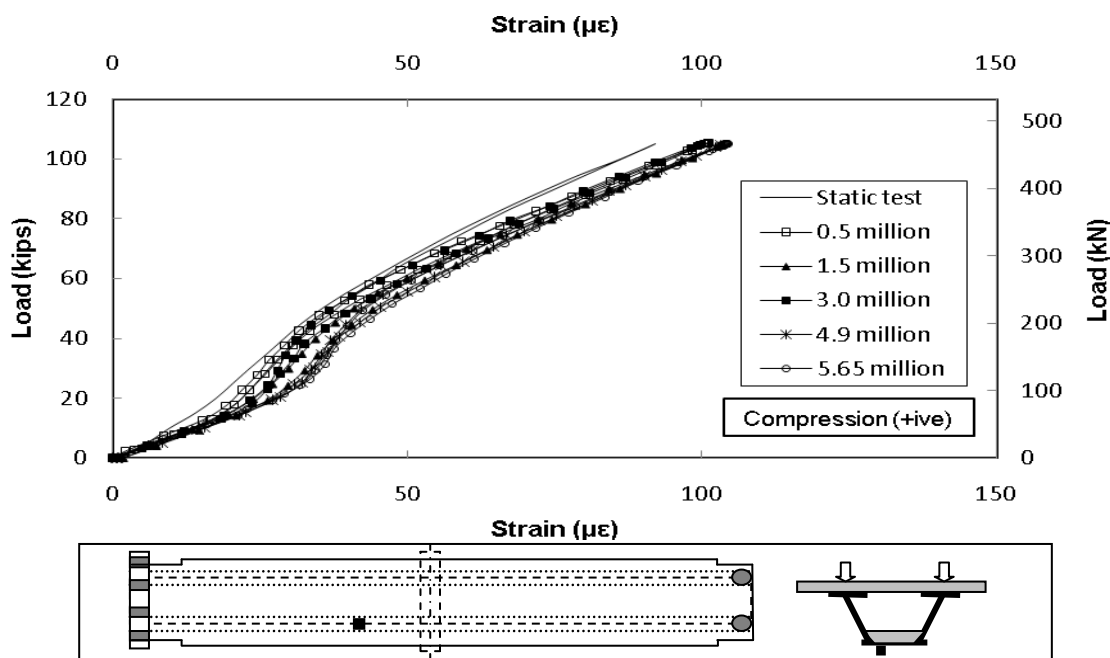 Strain (µε)
0 50 100 150
120 500
100 400
80 300
60 200
40 100
20 0
0
Load (kips)
Load (kN)
Static test
0.5 million
1.5 million
3.0 million
4.9 million
5.65 million
Compression (+ive)
0 50 100 150
Strain (µε)